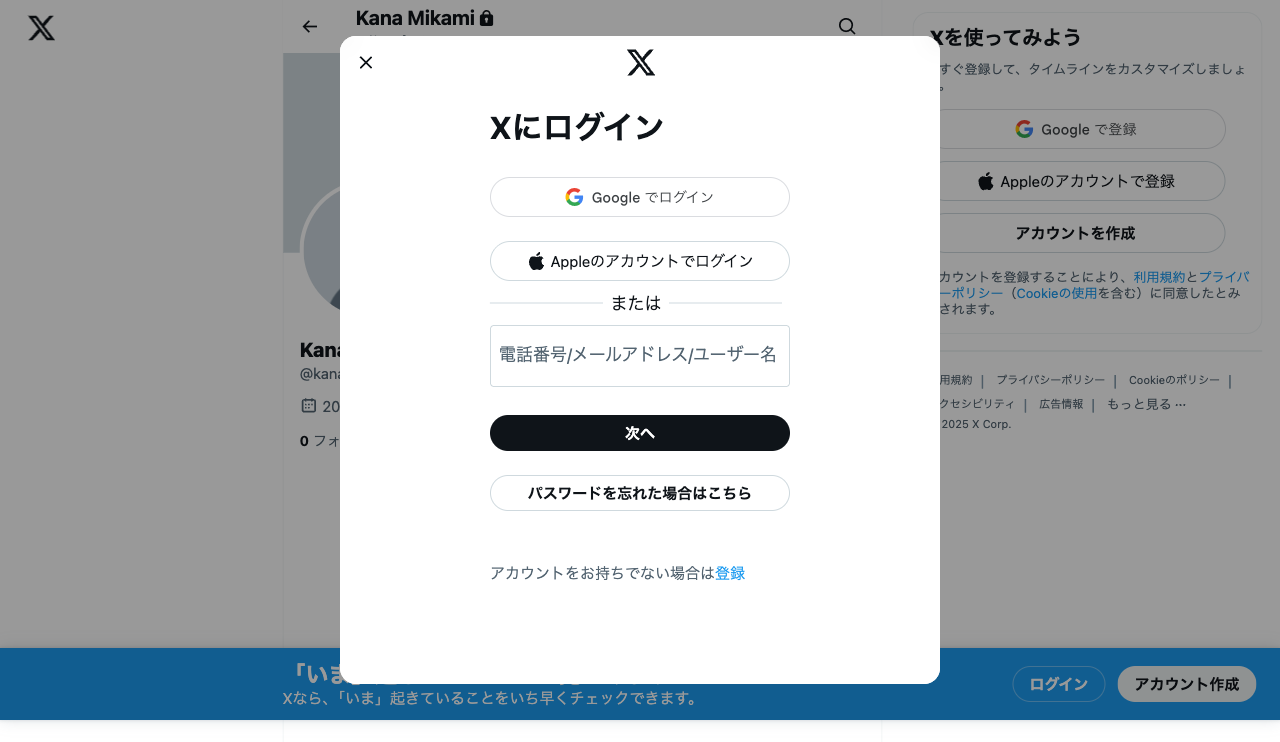 Kana Mikami
Xにログイン
Google でログイン
Appleのアカウントでログイン
または
電話番号/メールアドレス/ユーザー名
次へ
パスワードを忘れた場合はこちら
アカウントをお持ちでない場合は登録
Kana
@kana
20
0 フォ
Xを使ってみよう
すぐ登録して、タイムラインをカスタマイズしましょ
。
Google で登録
Appleのアカウントで登録
アカウントを作成
カウントを登録することにより、利用規約とプライバ
ーポリシー（Cookieの使用を含む）に同意したとみ
されます。
用規約 | プライバシーポリシー | Cookieのポリシー |
クセシビリティ | 広告情報 | もっと見る ···
2025 X Corp.
「いま
Xなら、「いま」起きていることをいち早くチェックできます。
ログイン
アカウント作成